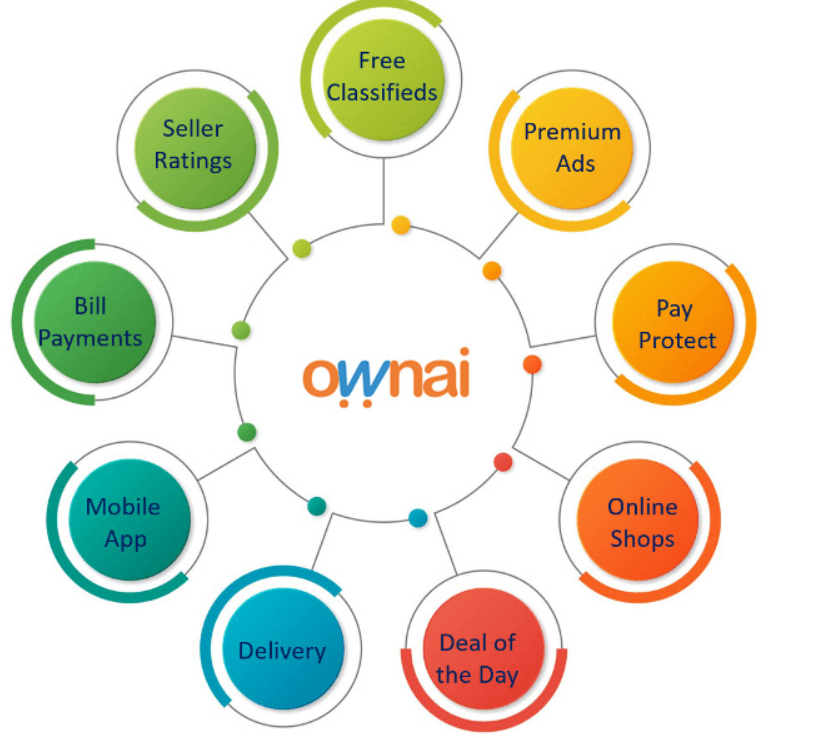 Free
Classifieds
Premium
Ads
Pay
Protect
Online
Shops
Deal of
the Day
Delivery
Mobile
App
Bill
Payments
Seller
Ratings
ownai